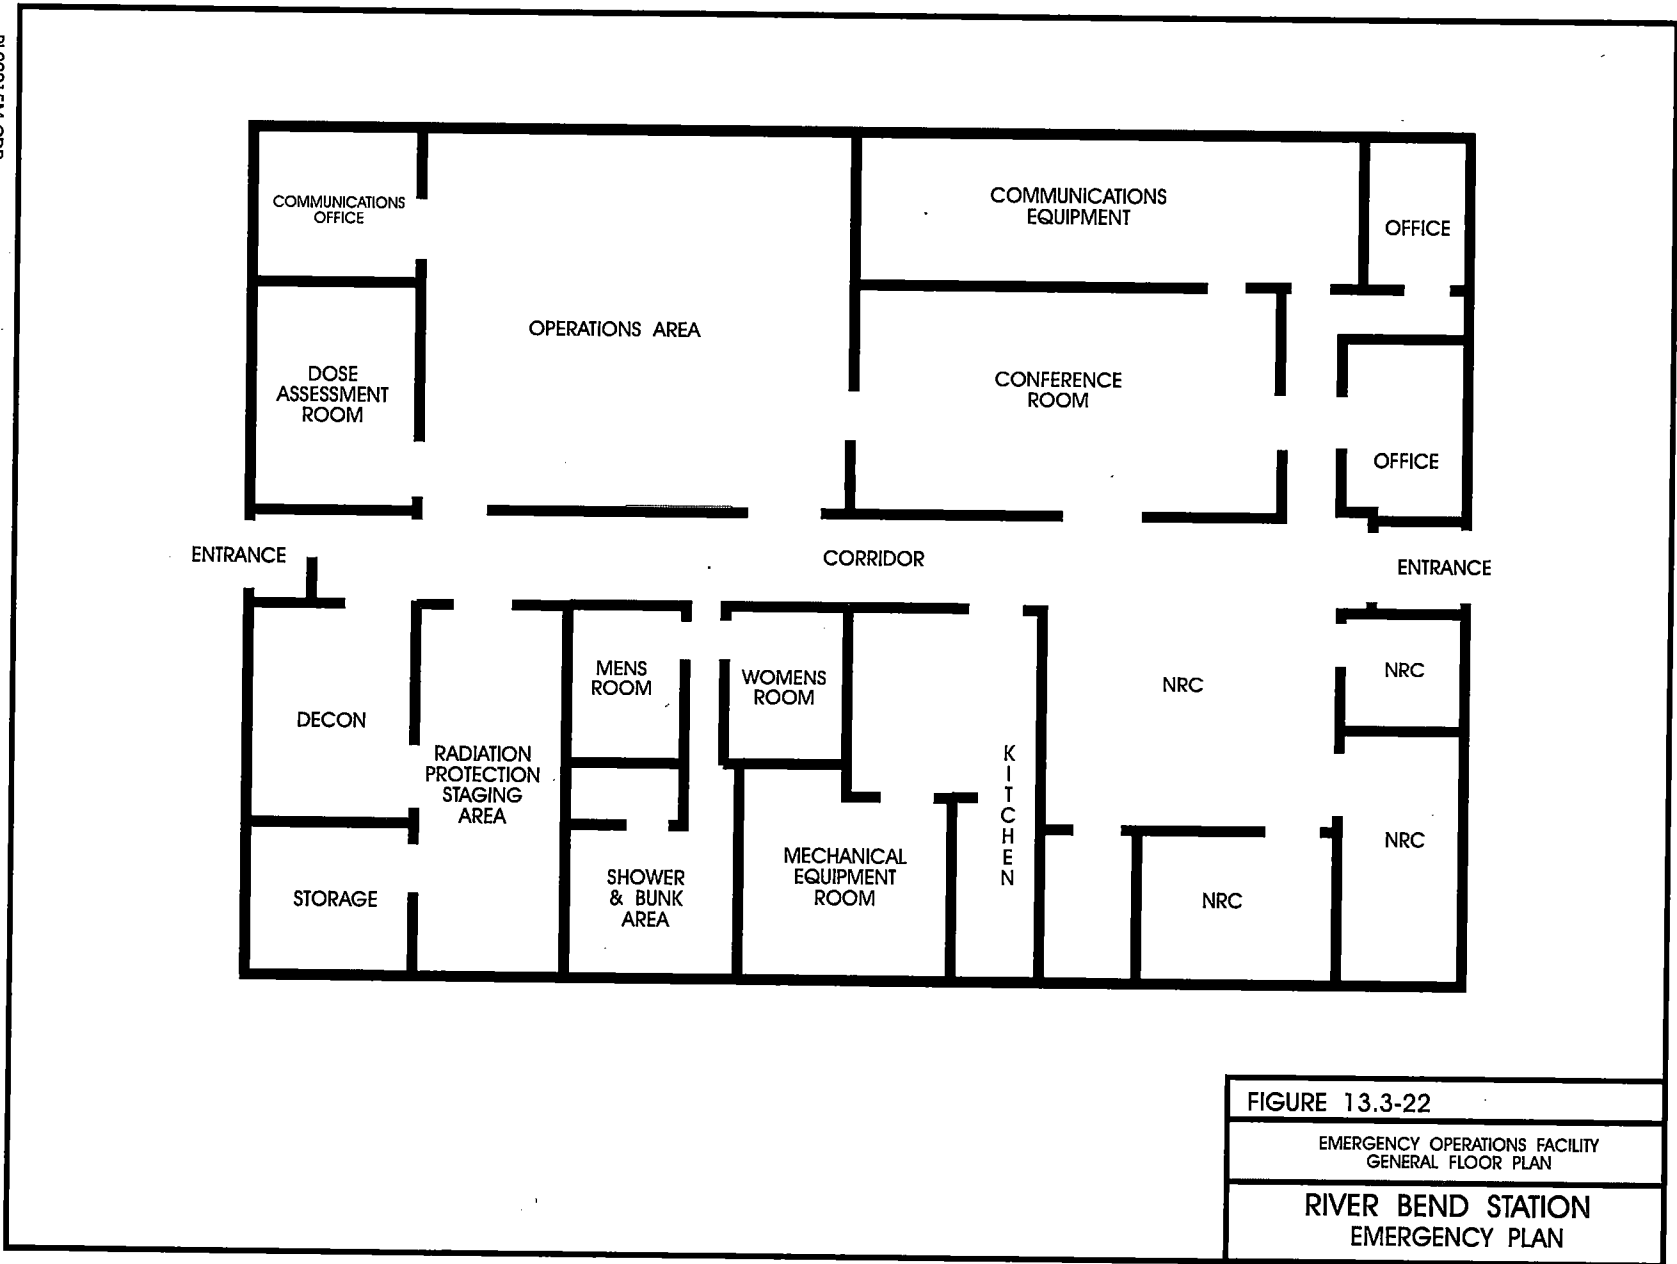 COMMUNICATIONS
OFFICE
COMMUNICATIONS
EQUIPMENT
OFFICE
OPERATIONS AREA
DOSE
ASSESSMENT
ROOM
CONFERENCE
ROOM
OFFICE
ENTRANCE
CORRIDOR
ENTRANCE
MENS
ROOM
WOMENS
ROOM
NRC
NRC
DECON
RADIATION
PROTECTION
STAGING
AREA
KITCHEN
NRC
STORAGE
SHOWER
& BUNK
AREA
MECHANICAL
EQUIPMENT
ROOM
NRC
FIGURE 13.3-22
EMERGENCY OPERATIONS FACILITY
GENERAL FLOOR PLAN
RIVER BEND STATION
EMERGENCY PLAN